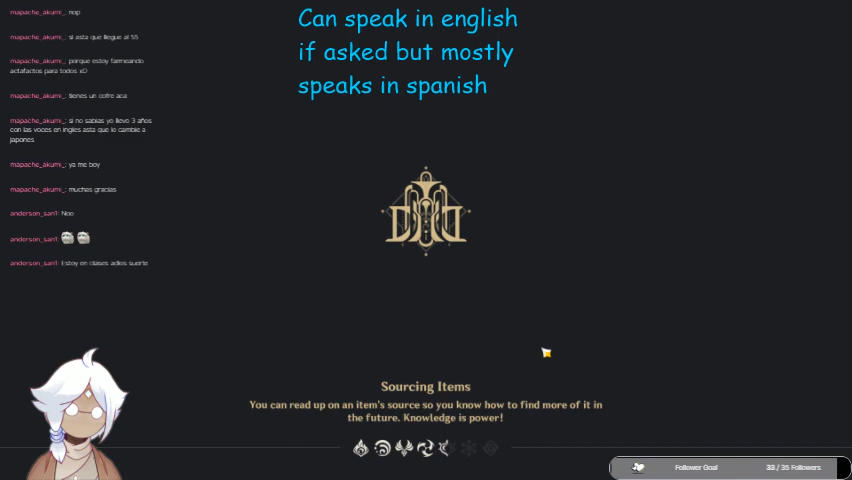 mapache_akumi_: nop
mapache_akumi_: si asta que llegue al 55
mapache_akumi_: porque estoy farmeando
actafactos para todos xD
mapache_akumi_: tienes un cofre aca
mapache_akumi_: si no sabias yo llevo 3 años
con las voces en ingles asta que lo cambie a
japones
mapache_akumi_: ya me boy
mapache_akumi_: muchas gracias
anderson_san1: Noo
anderson_san1:
anderson_san1: Estoy en clases adios suerte
Can speak in english
if asked but mostly
speaks in spanish
Sourcing Items
You can read up on an item's source so you know how to find more of it in
the future. Knowledge is power!
Follower Goal
33 / 35 Followers